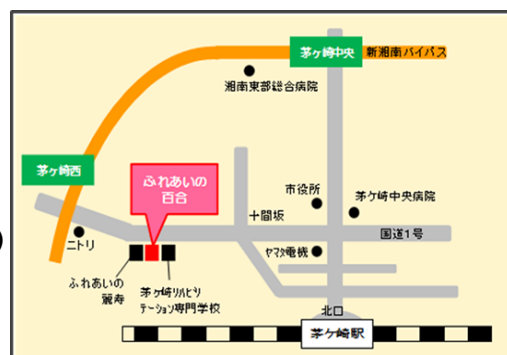 茅ヶ崎中央
新湘南バイパス
湘南東部総合病院
茅ヶ崎西
ふれあいの
百合
市役所
茅ケ崎中央病院
十間坂
国道1号
ニトリ
ヤマダ電機
ふれあいの
麗寿
茅ヶ崎リハビリ
テーション専門学校
北口
茅ヶ崎駅